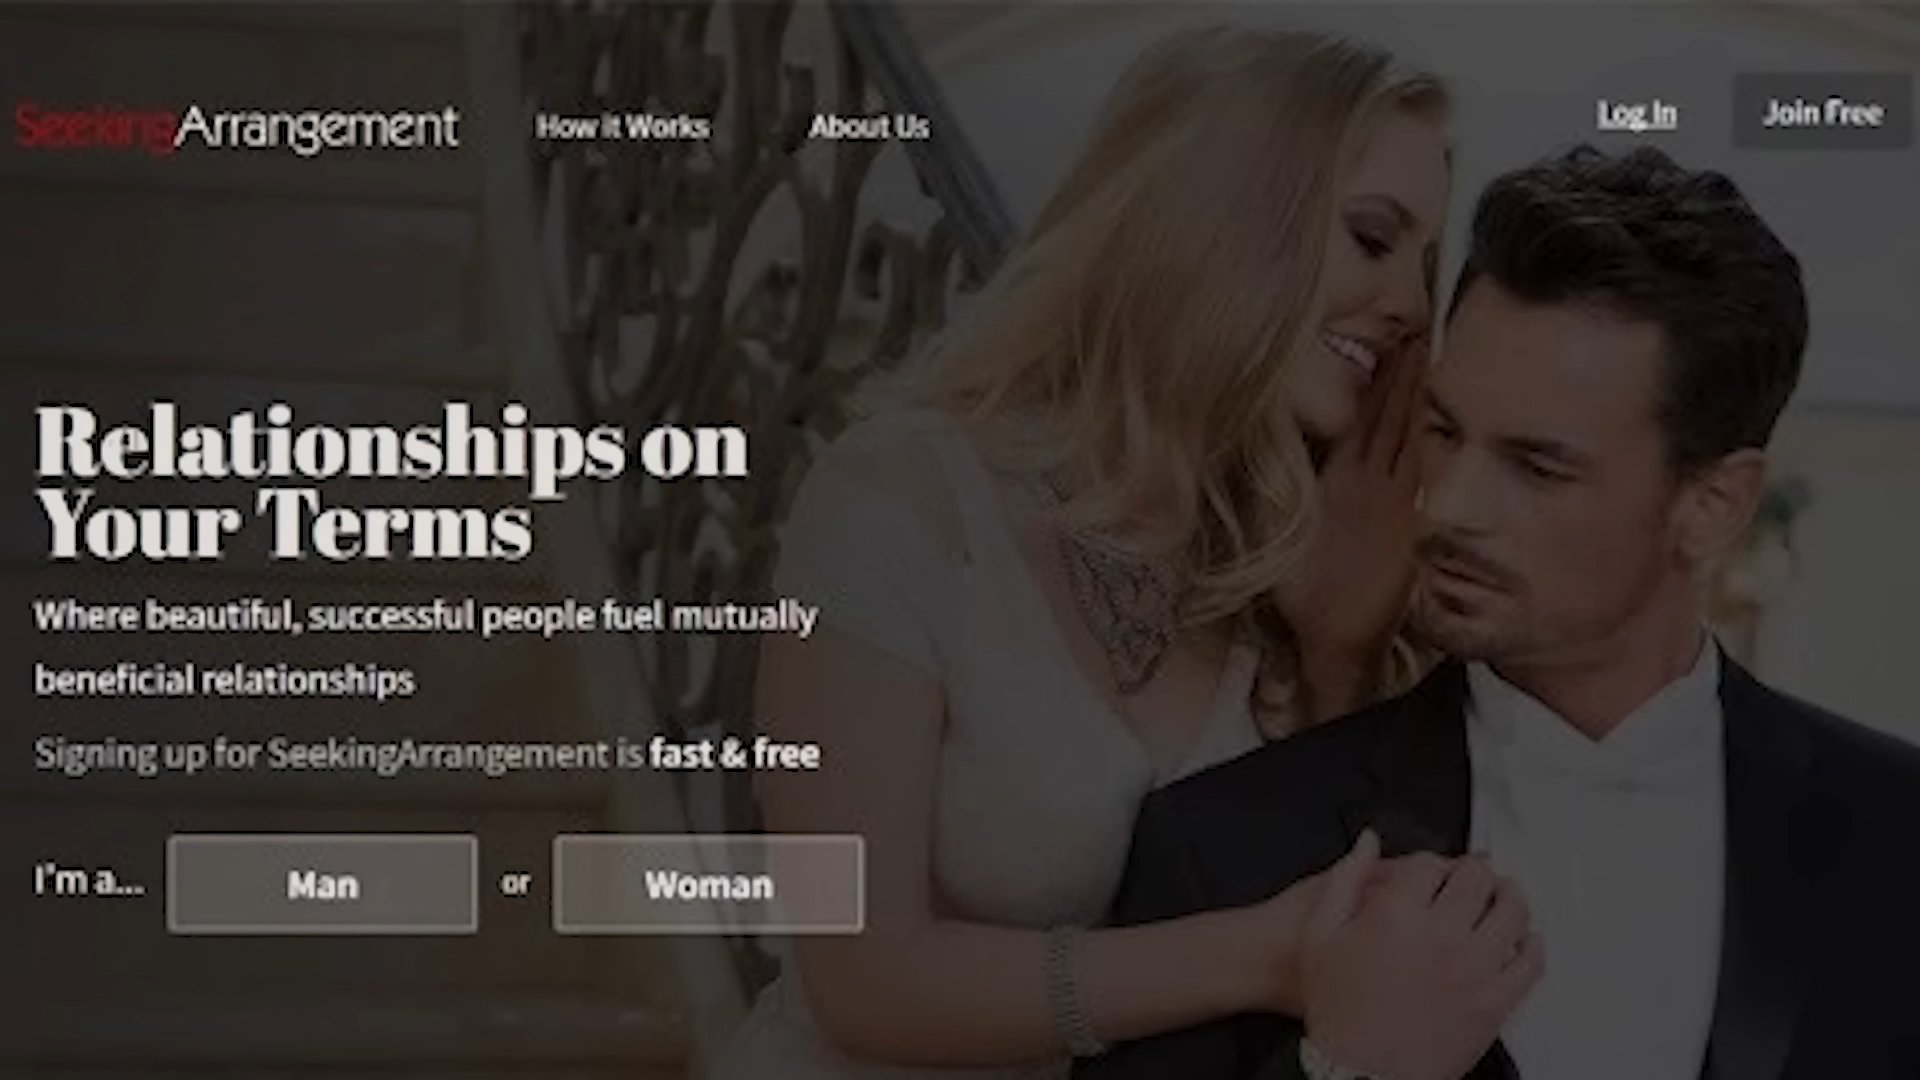 SeekingArrangement How it Works About Us Log In Join Free
Relationships on
Your Terms
Where beautiful, successful people fuel mutually
beneficial relationships
Signing up for SeekingArrangement is fast & free
I'm a... Man or Woman